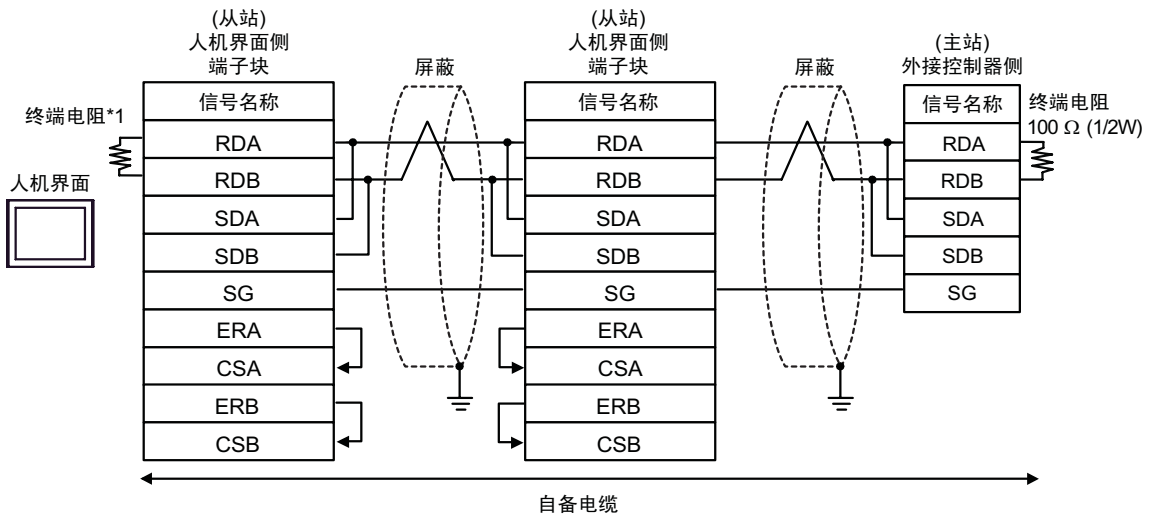 (从站)
人机界面侧
端子块
(从站)
人机界面侧
端子块
(主站)
外接控制器侧
屏蔽
屏蔽
终端电阻*1
人机界面
信号名称
RDA
RDB
SDA
SDB
SG
ERA
CSA
ERB
CSB
信号名称
RDA
RDB
SDA
SDB
SG
ERA
CSA
ERB
CSB
信号名称
RDA
RDB
SDA
SDB
SG
终端电阻
100 Ω (1/2W)
自备电缆